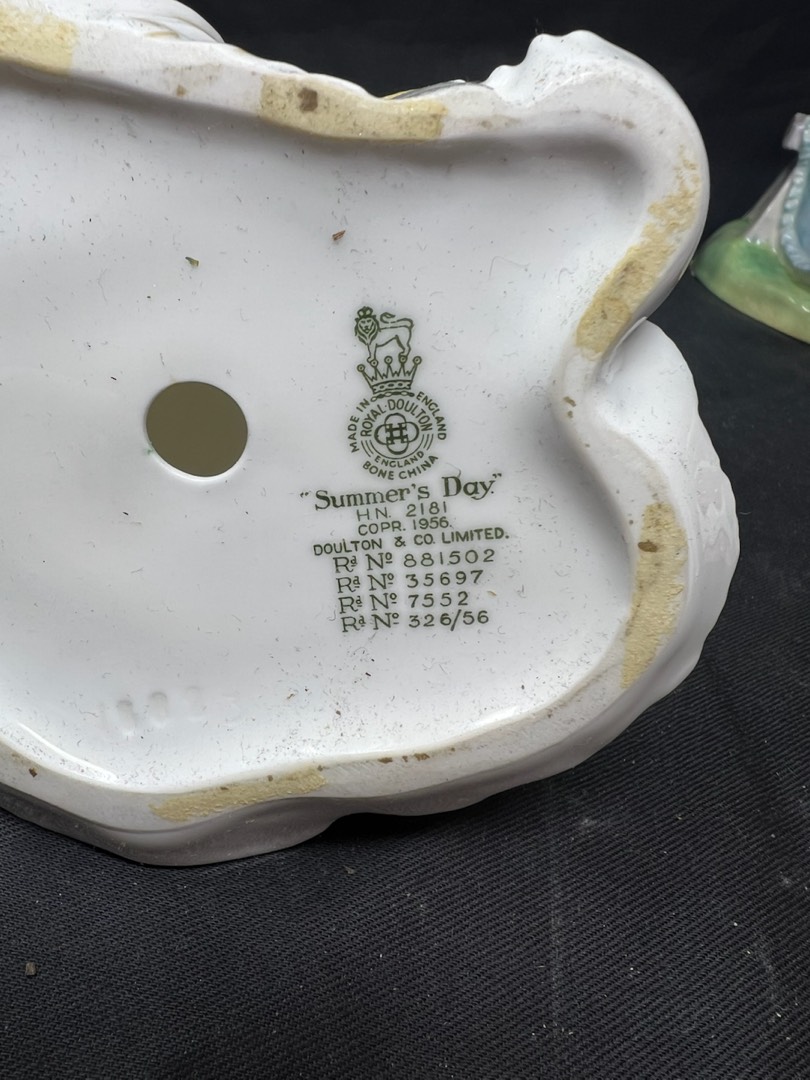 MADE IN ENGLAND
ROYAL·DOULTON
ENGLAND
BONE CHINA
"Summer's Day"
H N. 2181
COPR. 1956.
DOULTON & CO. LIMITED.
Rd No 881502
Rd No 35697
Rd No 7552
Rd No 326/56